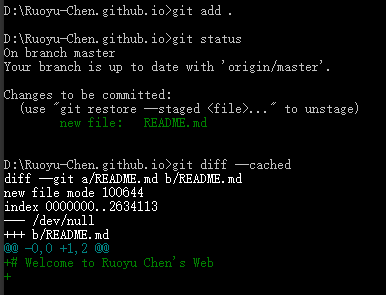 D:\Ruoyu-Chen.github.io>git add .
D:\Ruoyu-Chen.github.io>git status
On branch master
Your branch is up to date with 'origin/master'.
Changes to be committed:
  (use "git restore --staged <file>..." to unstage)
        new file:   README.md
D:\Ruoyu-Chen.github.io>git diff --cached
diff --git a/README.md b/README.md
new file mode 100644
index 0000000..2634113
--- /dev/null
+++ b/README.md
@@ -0,0 +1,2 @@
+# Welcome to Ruoyu Chen's Web
+